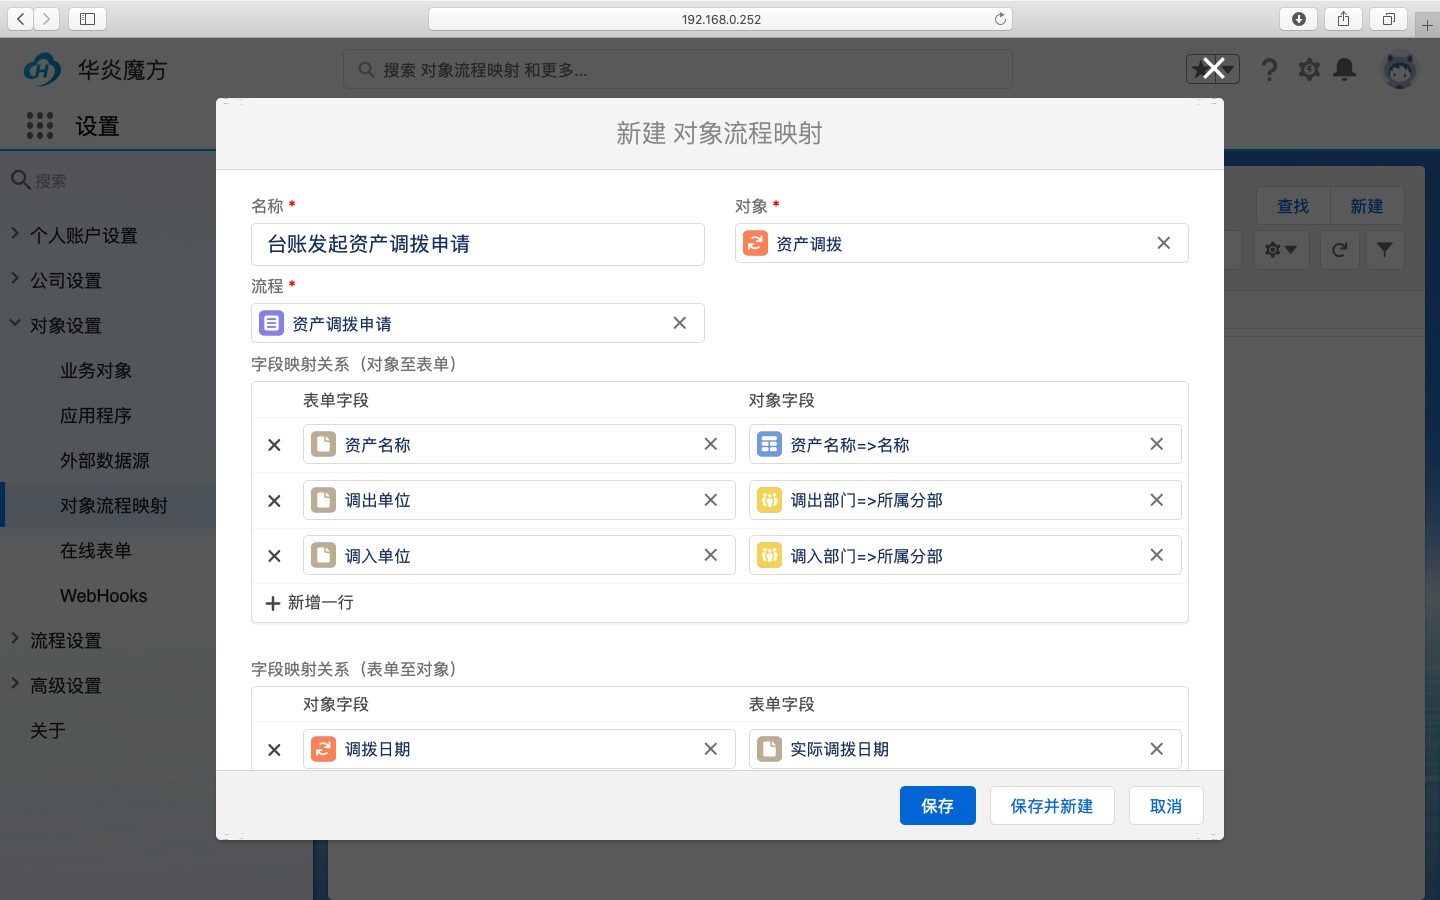 192.168.0.252
华炎魔方
搜索 对象流程映射 和更多...
设置
搜索
个人账户设置
公司设置
对象设置
业务对象
应用程序
外部数据源
对象流程映射
在线表单
WebHooks
流程设置
高级设置
关于
查找
新建
新建 对象流程映射
名称 *
对象 *
台账发起资产调拨申请
资产调拨
流程 *
资产调拨申请
字段映射关系（对象至表单）
表单字段
对象字段
资产名称
资产名称=>名称
调出单位
调出部门=>所属分部
调入单位
调入部门=>所属分部
新增一行
字段映射关系（表单至对象）
对象字段
表单字段
调拨日期
实际调拨日期
保存
保存并新建
取消